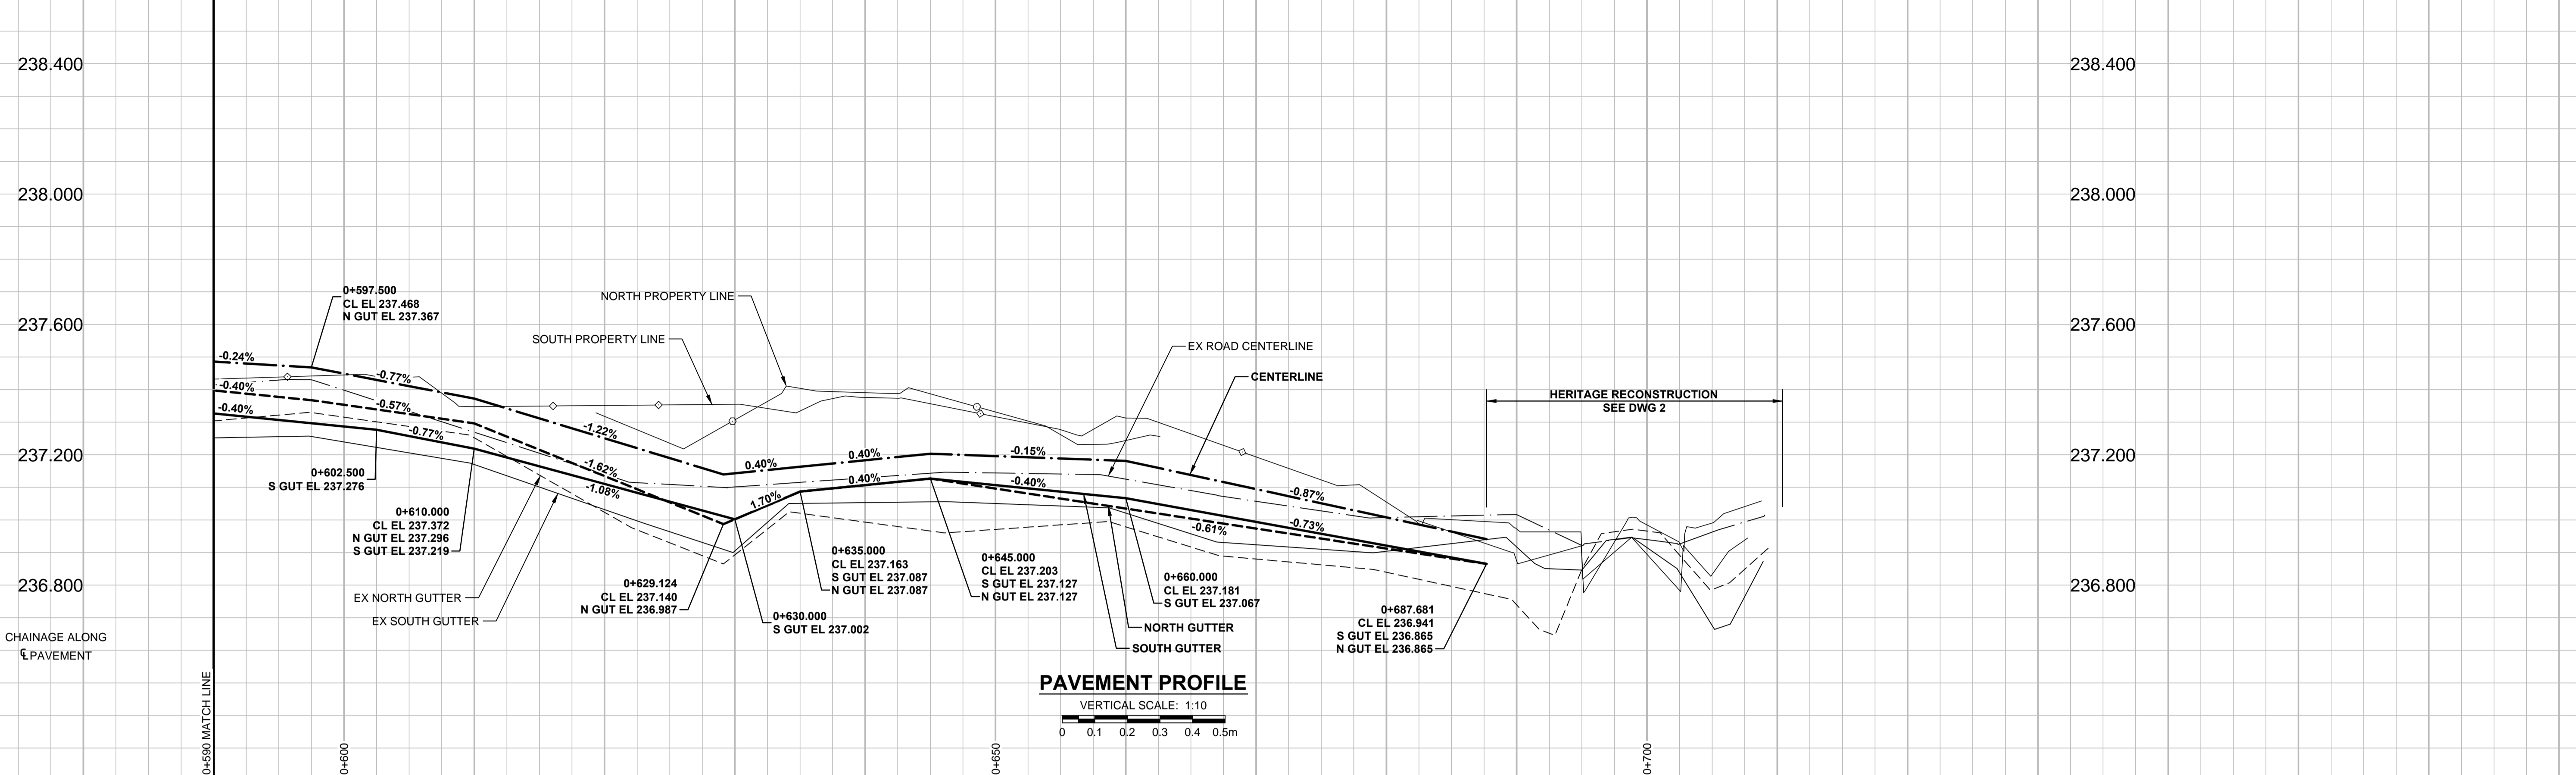 238.400
238.400
238.000
238.000
237.600
237.600
237.200
237.200
236.800
236.800
0+597.500
CL EL 237.468
N GUT EL 237.367
NORTH PROPERTY LINE
SOUTH PROPERTY LINE
EX ROAD CENTERLINE
CENTERLINE
HERITAGE RECONSTRUCTION
SEE DWG 2
-0.24%
-0.77%
-0.40%
-0.57%
-0.40%
-0.77%
-1.22%
-1.62%
-1.08%
0.40%
0.40%
0.40%
1.70%
-0.15%
-0.40%
-0.87%
-0.73%
-0.61%
0+602.500
S GUT EL 237.276
0+610.000
CL EL 237.372
N GUT EL 237.296
S GUT EL 237.219
EX NORTH GUTTER
EX SOUTH GUTTER
0+629.124
CL EL 237.140
N GUT EL 236.987
0+630.000
S GUT EL 237.002
0+635.000
CL EL 237.163
S GUT EL 237.087
N GUT EL 237.087
0+645.000
CL EL 237.203
S GUT EL 237.127
N GUT EL 237.127
0+660.000
CL EL 237.181
S GUT EL 237.067
NORTH GUTTER
SOUTH GUTTER
0+687.681
CL EL 236.941
S GUT EL 236.865
N GUT EL 236.865
CHAINAGE ALONG
℄ PAVEMENT
0+590 MATCH LINE
0+600
0+650
0+700
PAVEMENT PROFILE
VERTICAL SCALE: 1:10
0 0.1 0.2 0.3 0.4 0.5m